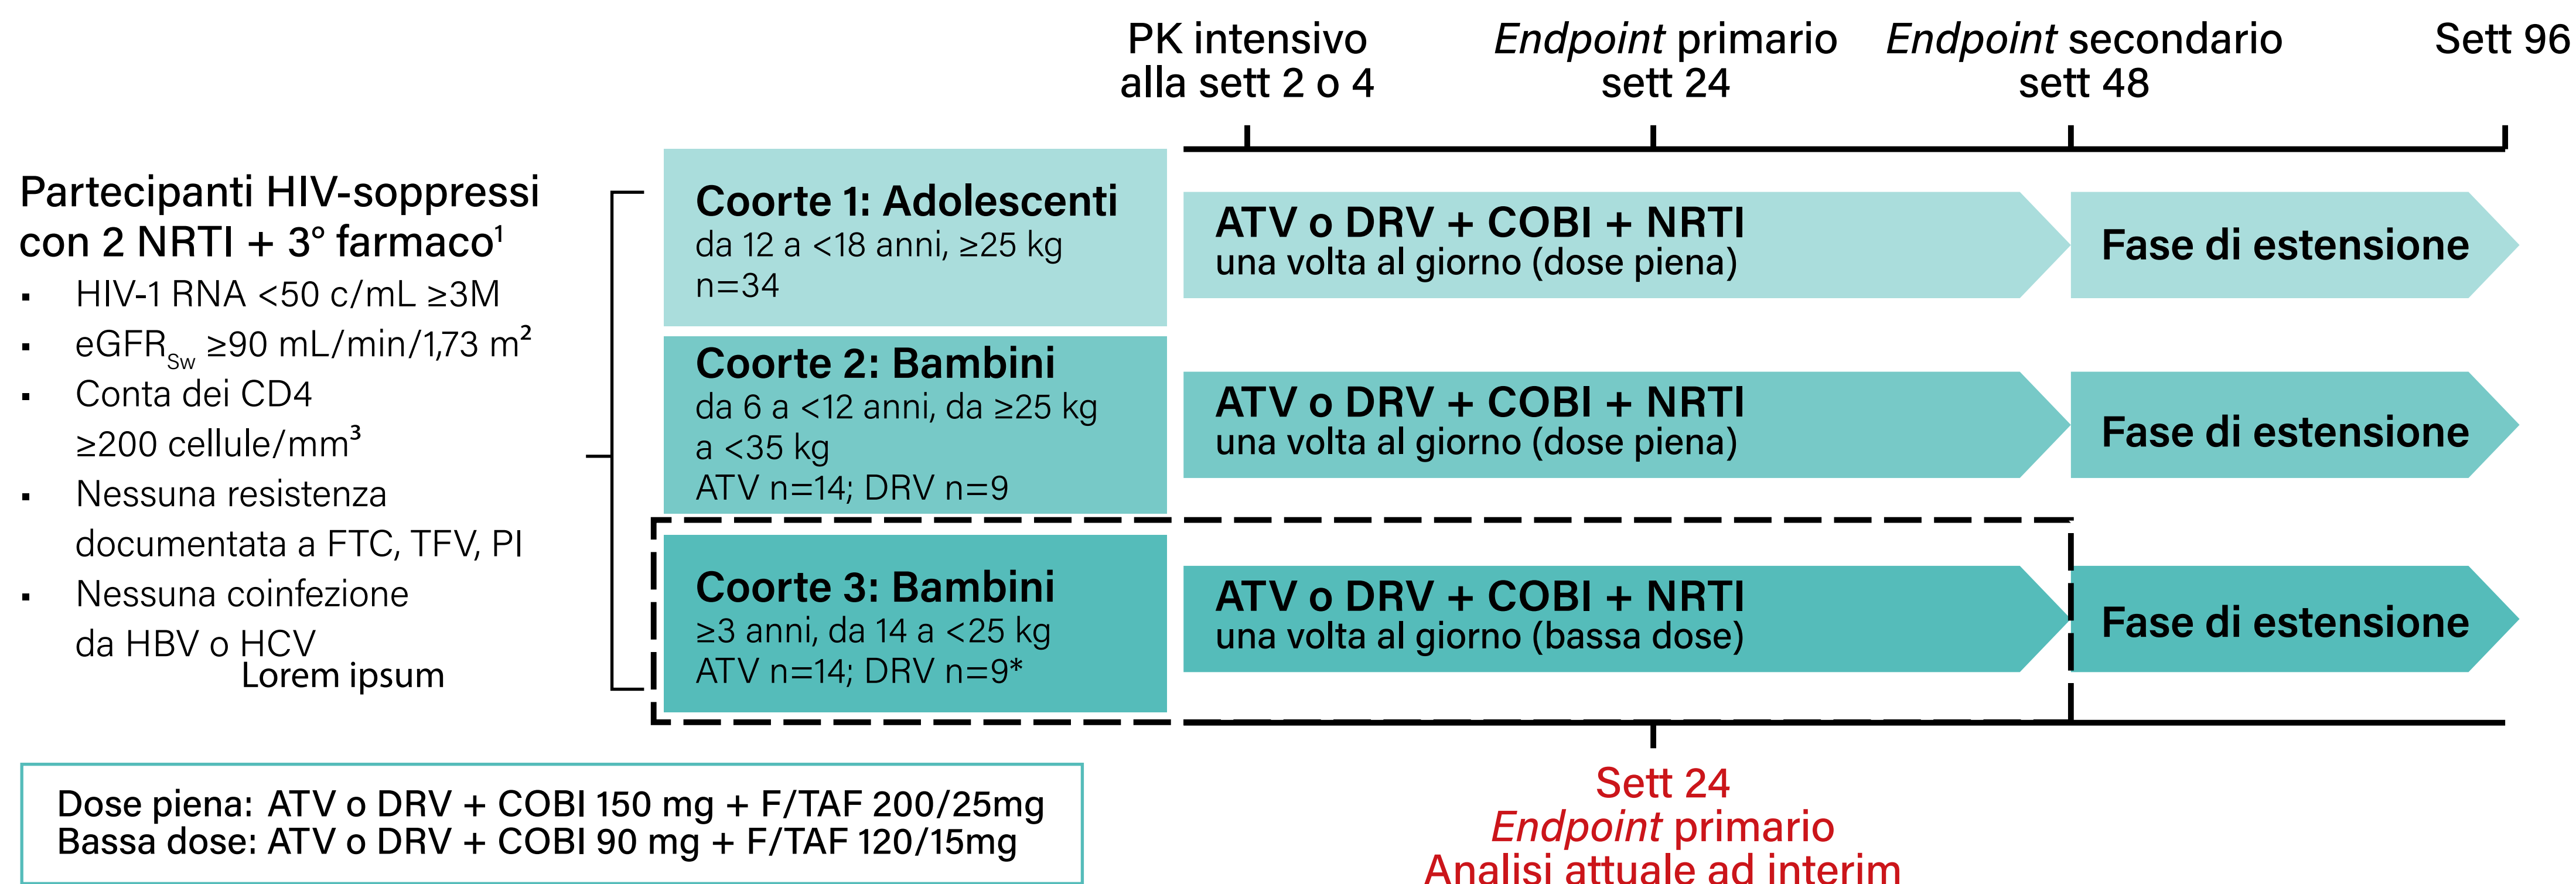 PK intensivo
alla sett 2 o 4
Endpoint primario
sett 24
Endpoint secondario
sett 48
Sett 96
Partecipanti HIV-soppressi
con 2 NRTI + 3° farmaco¹
▪ HIV-1 RNA <50 c/mL ≥3M
▪ eGFRSw ≥90 mL/min/1,73 m²
▪ Conta dei CD4
≥200 cellule/mm³
▪ Nessuna resistenza
documentata a FTC, TFV, PI
▪ Nessuna coinfezione
da HBV o HCV
Lorem ipsum
Coorte 1: Adolescenti
da 12 a <18 anni, ≥25 kg
n=34
ATV o DRV + COBI + NRTI
una volta al giorno (dose piena)
Fase di estensione
Coorte 2: Bambini
da 6 a <12 anni, da ≥25 kg
a <35 kg
ATV n=14; DRV n=9
ATV o DRV + COBI + NRTI
una volta al giorno (dose piena)
Fase di estensione
Coorte 3: Bambini
≥3 anni, da 14 a <25 kg
ATV n=14; DRV n=9*
ATV o DRV + COBI + NRTI
una volta al giorno (bassa dose)
Fase di estensione
Dose piena: ATV o DRV + COBI 150 mg + F/TAF 200/25mg
Bassa dose: ATV o DRV + COBI 90 mg + F/TAF 120/15mg
Sett 24
Endpoint primario
Analisi attuale ad interim